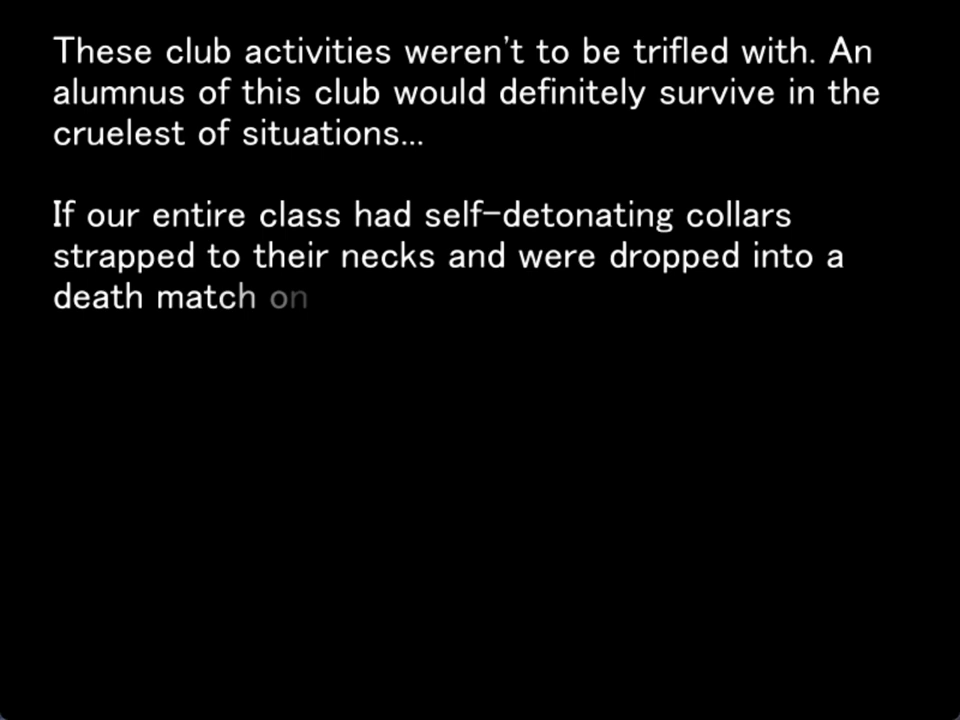 These club activities weren't to be trifled with. An
alumnus of this club would definitely survive in the
cruelest of situations...
If our entire class had self-detonating collars
strapped to their necks and were dropped into a
death match on